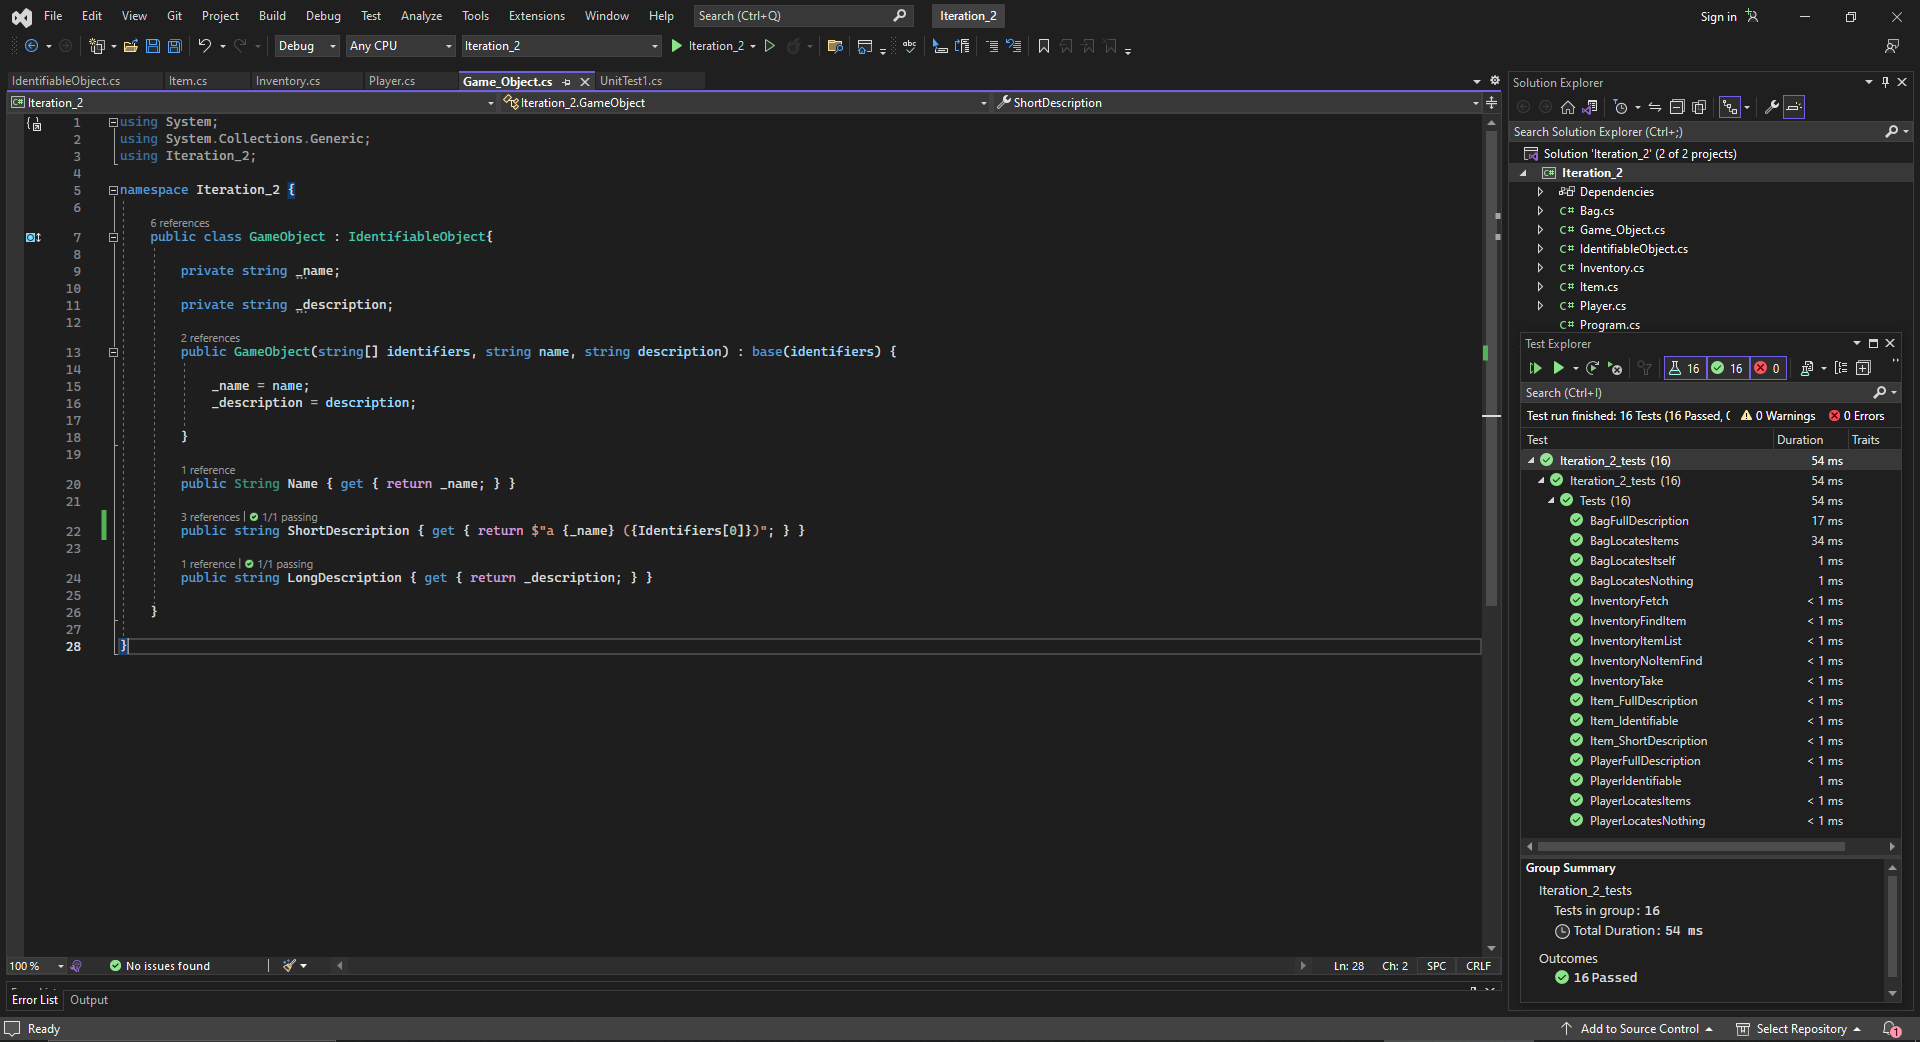 File Edit View Git Project Build Debug Test Analyze Tools Extensions Window Help Search (Ctrl+Q) Iteration_2 Sign in
Debug Any CPU Iteration_2 Iteration_2
IdentifiableObject.cs Item.cs Inventory.cs Player.cs Game_Object.cs UnitTest1.cs
Iteration_2 Iteration_2.GameObject ShortDescription
1 using System;
2 using System.Collections.Generic;
3 using Iteration_2;
4
5 namespace Iteration_2 {
6
6 references
7 public class GameObject : IdentifiableObject{
8
9 private string _name;
10
11 private string _description;
12
2 references
13 public GameObject(string[] identifiers, string name, string description) : base(identifiers) {
14
15 _name = name;
16 _description = description;
17
18 }
19
1 reference
20 public String Name { get { return _name; } }
21
3 references | 1/1 passing
22 public string ShortDescription { get { return $"a {_name} ({Identifiers[0]})"; } }
23
1 reference | 1/1 passing
24 public string LongDescription { get { return _description; } }
25
26 }
27
28 }
100 % No issues found Ln: 28 Ch: 2 SPC CRLF
Error List Output
Ready
Solution Explorer
Search Solution Explorer (Ctrl+;)
Solution 'Iteration_2' (2 of 2 projects)
Iteration_2
Dependencies
C# Bag.cs
C# Game_Object.cs
C# IdentifiableObject.cs
C# Inventory.cs
C# Item.cs
C# Player.cs
C# Program.cs
Test Explorer
16 16 0
Search (Ctrl+I)
Test run finished: 16 Tests (16 Passed, 0 Warnings 0 Errors
Test Duration Traits
Iteration_2_tests (16) 54 ms
Iteration_2_tests (16) 54 ms
Tests (16) 54 ms
BagFullDescription 17 ms
BagLocatesItems 34 ms
BagLocatesItself 1 ms
BagLocatesNothing 1 ms
InventoryFetch < 1 ms
InventoryFindItem < 1 ms
InventoryItemList < 1 ms
InventoryNoItemFind < 1 ms
InventoryTake < 1 ms
Item_FullDescription < 1 ms
Item_Identifiable < 1 ms
Item_ShortDescription < 1 ms
PlayerFullDescription < 1 ms
PlayerIdentifiable 1 ms
PlayerLocatesItems < 1 ms
PlayerLocatesNothing < 1 ms
Group Summary
Iteration_2_tests
Tests in group: 16
Total Duration: 54 ms
Outcomes
16 Passed
Add to Source Control Select Repository 1